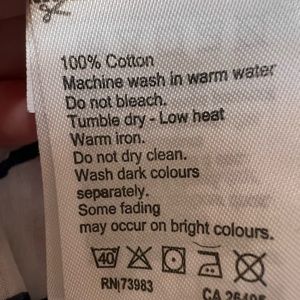 100% Cotton
Machine wash in warm water
Do not bleach.
Tumble dry - Low heat
Warm iron.
Do not dry clean.
Wash dark colours
separately.
Some fading
may occur on bright colours.
40
RN 73983